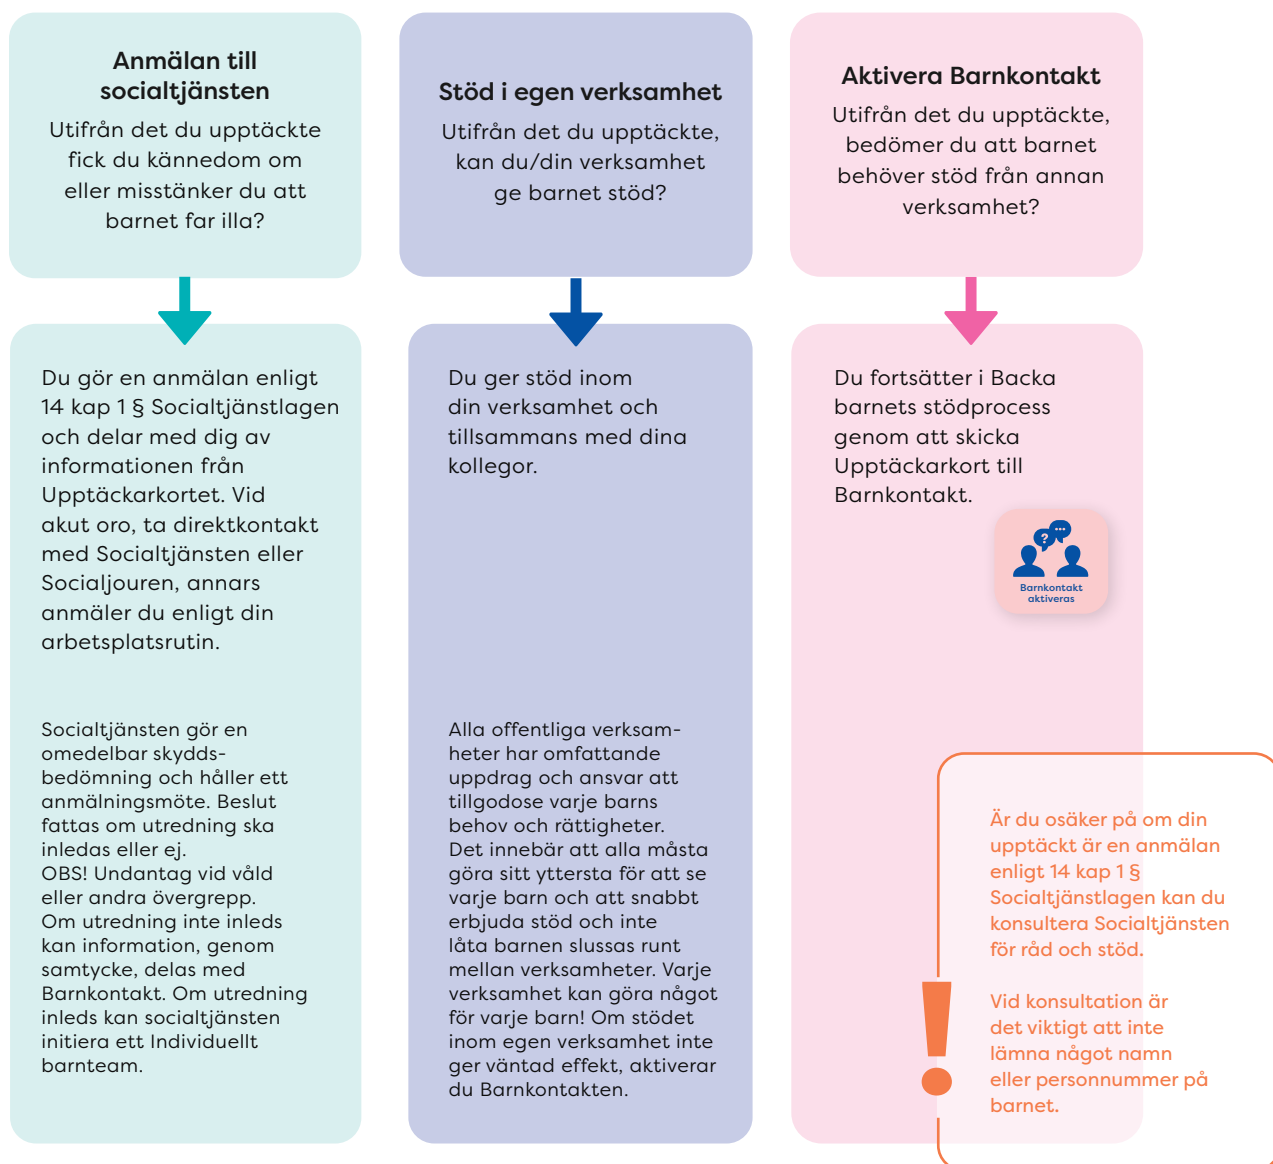 Anmälan till
socialtjänsten
Utifrån det du upptäckte
fick du kännedom om
eller misstänker du att
barnet far illa?
Du gör en anmälan enligt
14 kap 1 § Socialtjänstlagen
och delar med dig av
informationen från
Upptäckarkortet. Vid
akut oro, ta direktkontakt
med Socialtjänsten eller
Socialjouren, annars
anmäler du enligt din
arbetsplatsrutin.
Socialtjänsten gör en
omedelbar skydds-
bedömning och håller ett
anmälningsmöte. Beslut
fattas om utredning ska
inledas eller ej.
OBS! Undantag vid våld
eller andra övergrepp.
Om utredning inte inleds
kan information, genom
samtycke, delas med
Barnkontakt. Om utredning
inleds kan socialtjänsten
initiera ett Individuellt
barnteam.
Stöd i egen verksamhet
Utifrån det du upptäckte,
kan du/din verksamhet
ge barnet stöd?
Du ger stöd inom
din verksamhet och
tillsammans med dina
kollegor.
Alla offentliga verksam-
heter har omfattande
uppdrag och ansvar att
tillgodose varje barns
behov och rättigheter.
Det innebär att alla måsta
göra sitt yttersta för att se
varje barn och att snabbt
erbjuda stöd och inte
låta barnen slussas runt
mellan verksamheter. Varje
verksamhet kan göra något
för varje barn! Om stödet
inom egen verksamhet inte
ger väntad effekt, aktiverar
du Barnkontakten.
Aktivera Barnkontakt
Utifrån det du upptäckte,
bedömer du att barnet
behöver stöd från annan
verksamhet?
Du fortsätter i Backa
barnets stödprocess
genom att skicka
Upptäckarkort till
Barnkontakt.
?
Barnkontakt
aktiveras
Är du osäker på om din
upptäckt är en anmälan
enligt 14 kap 1 §
Socialtjänstlagen kan du
konsultera Socialtjänsten
för råd och stöd.
!
Vid konsultation är
det viktigt att inte
lämna något namn
eller personnummer på
barnet.